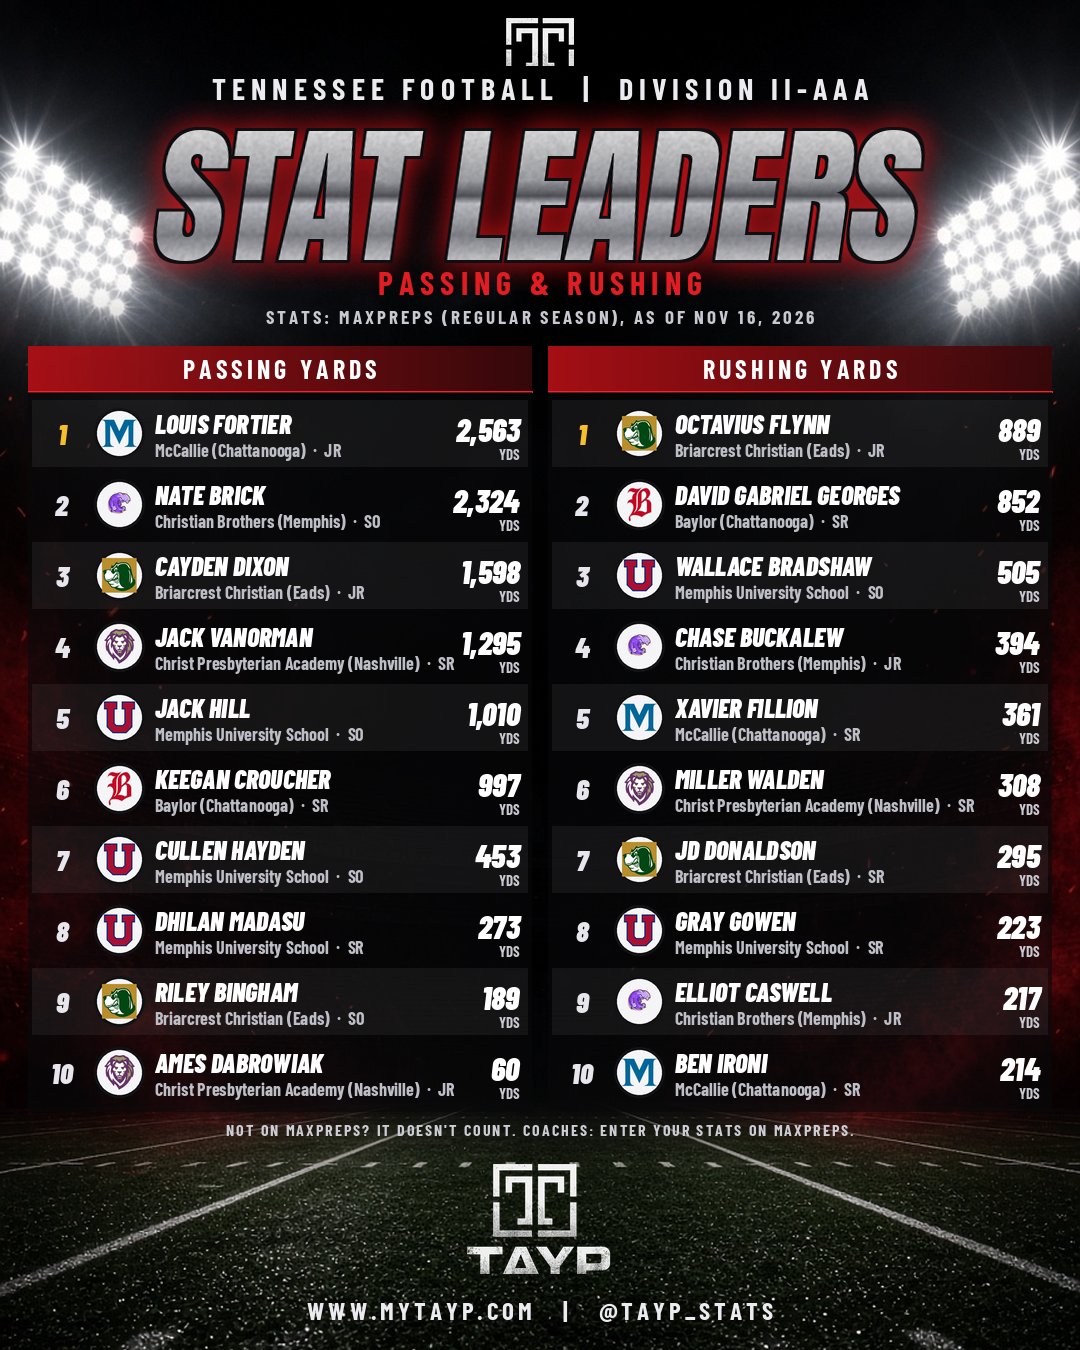 TENNESSEE FOOTBALL | DIVISION II-AAA
STAT LEADERS
PASSING & RUSHING
STATS: MAXPREPS (REGULAR SEASON), AS OF NOV 16, 2026
PASSING YARDS
1 LOUIS FORTIER 2,563
McCallie (Chattanooga) · JR YDS
2 NATE BRICK 2,324
Christian Brothers (Memphis) · SO YDS
3 CAYDEN DIXON 1,598
Briarcrest Christian (Eads) · JR YDS
4 JACK VANORMAN 1,295
Christ Presbyterian Academy (Nashville) · SR YDS
5 JACK HILL 1,010
Memphis University School · SO YDS
6 KEEGAN CROUCHER 997
Baylor (Chattanooga) · SR YDS
7 CULLEN HAYDEN 453
Memphis University School · SO YDS
8 DHILAN MADASU 273
Memphis University School · SR YDS
9 RILEY BINGHAM 189
Briarcrest Christian (Eads) · SO YDS
10 AMES DABROWIAK 60
Christ Presbyterian Academy (Nashville) · JR YDS
RUSHING YARDS
1 OCTAVIUS FLYNN 889
Briarcrest Christian (Eads) · JR YDS
2 DAVID GABRIEL GEORGES 852
Baylor (Chattanooga) · SR YDS
3 WALLACE BRADSHAW 505
Memphis University School · SO YDS
4 CHASE BUCKALEW 394
Christian Brothers (Memphis) · JR YDS
5 XAVIER FILLION 361
McCallie (Chattanooga) · SR YDS
6 MILLER WALDEN 308
Christ Presbyterian Academy (Nashville) · SR YDS
7 JD DONALDSON 295
Briarcrest Christian (Eads) · SR YDS
8 GRAY GOWEN 223
Memphis University School · SR YDS
9 ELLIOT CASWELL 217
Christian Brothers (Memphis) · JR YDS
10 BEN IRONI 214
McCallie (Chattanooga) · SR YDS
NOT ON MAXPREPS? IT DOESN'T COUNT. COACHES: ENTER YOUR STATS ON MAXPREPS.
TAYP
WWW.MYTAYP.COM | @TAYP_STATS